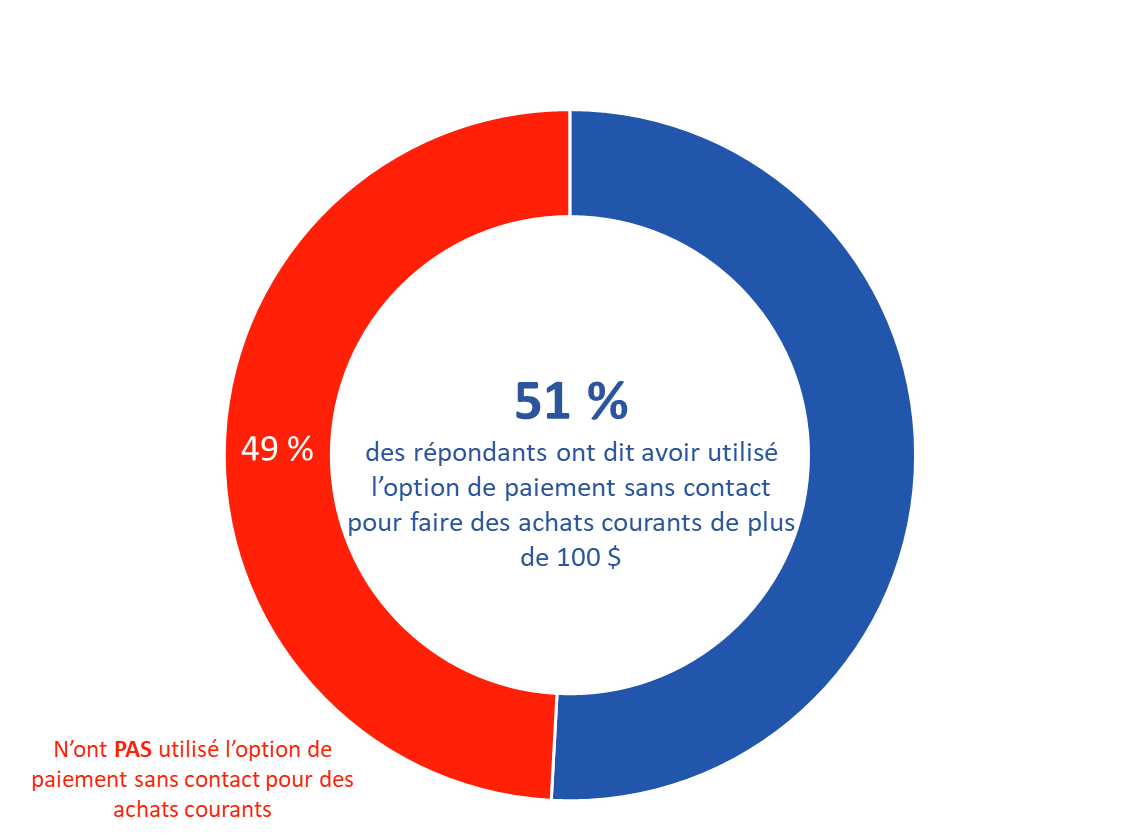 51 %
des répondants ont dit avoir utilisé
l’option de paiement sans contact
pour faire des achats courants de plus
de 100 $
49 %
N’ont PAS utilisé l’option de
paiement sans contact pour des
achats courants